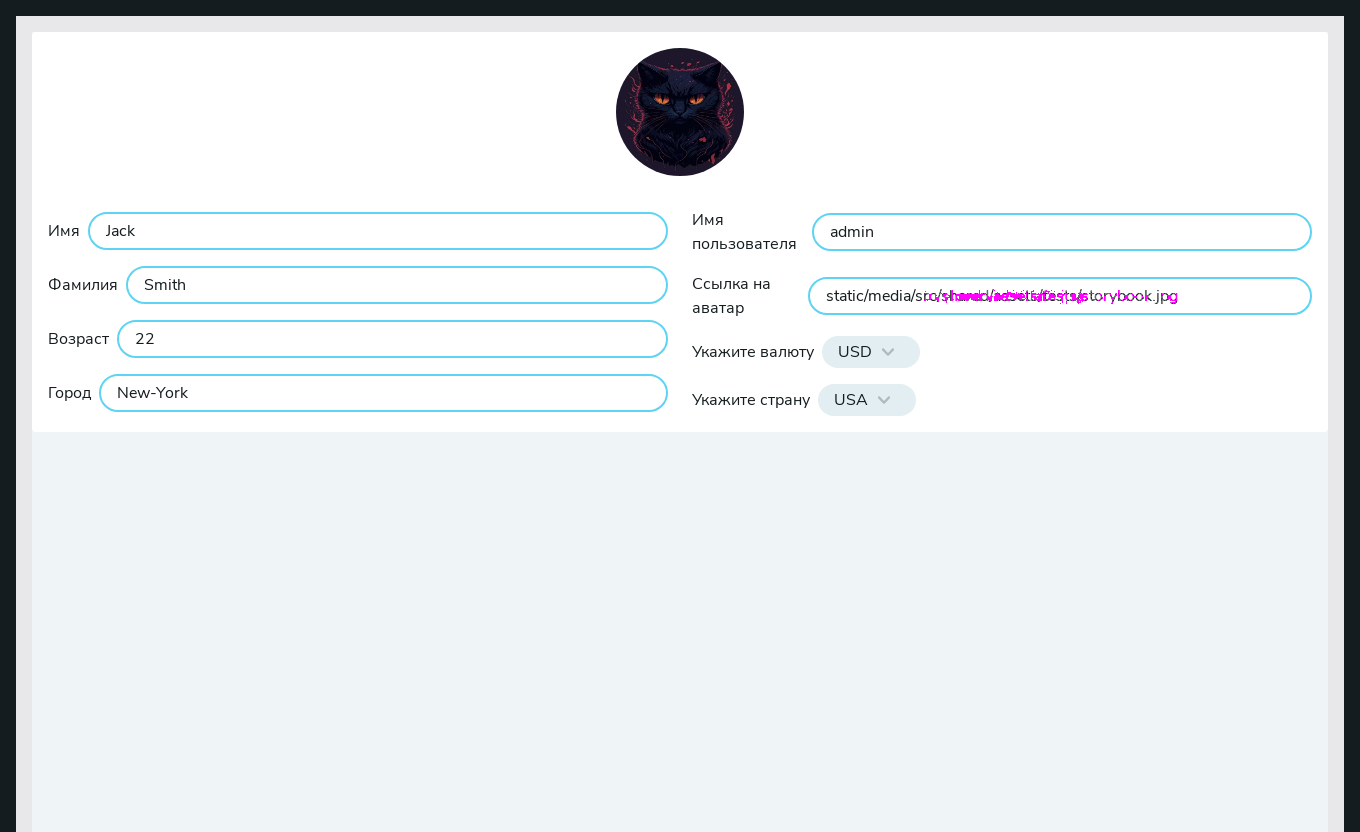 Имя
Jack
Фамилия
Smith
Возраст
22
Город
New-York
Имя
пользователя
admin
Ссылка на
аватар
static/media/src/shared/assets/tests/storybook.jpg
Укажите валюту
USD
Укажите страну
USA